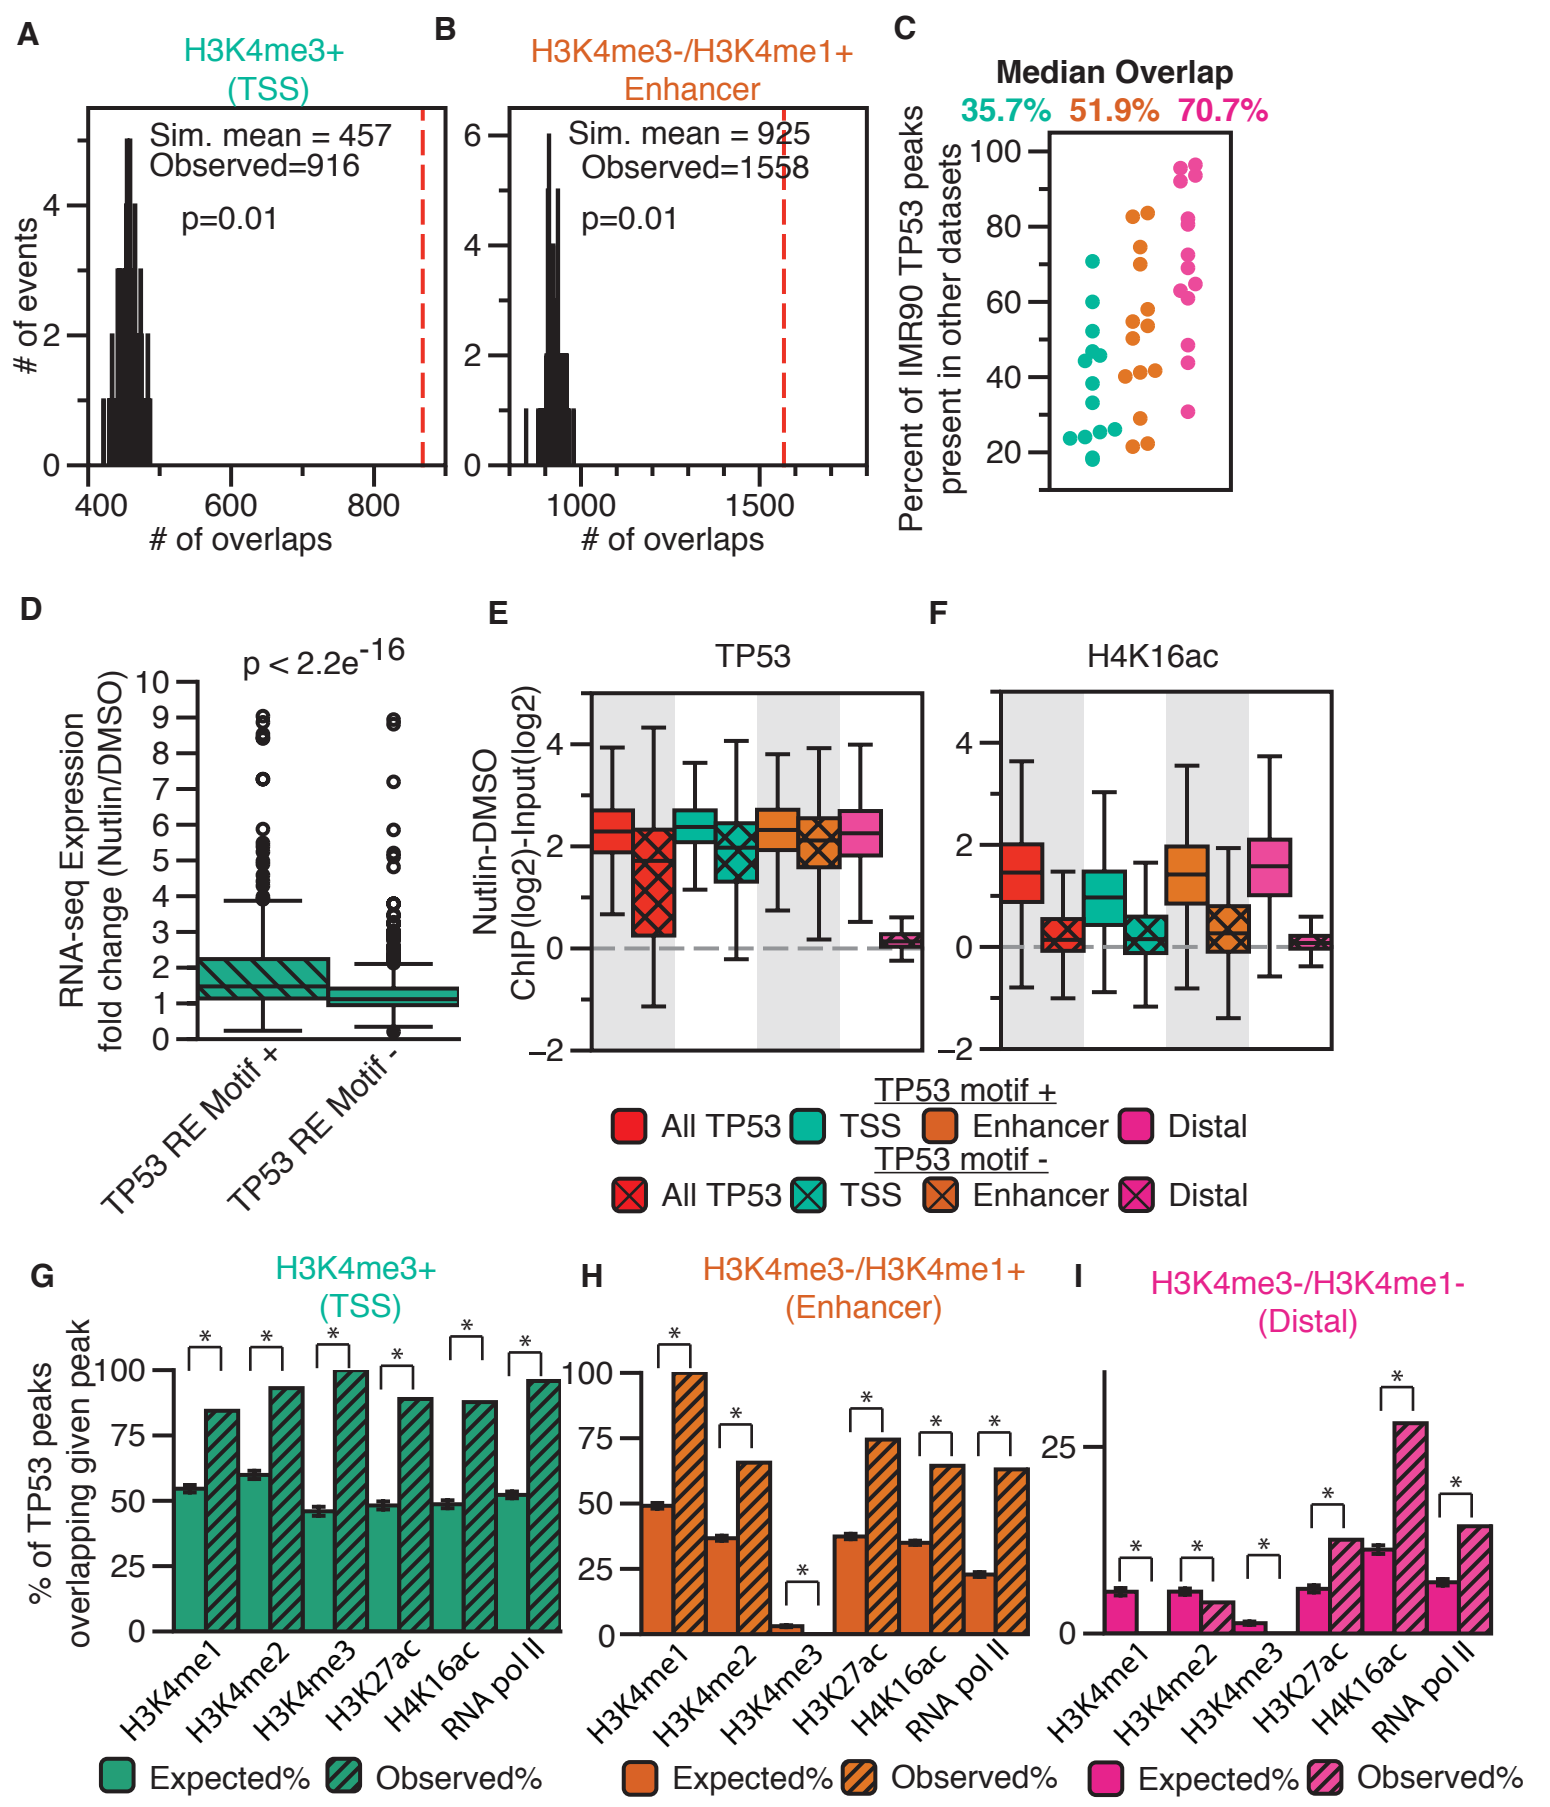 A
H3K4me3+
(TSS)
Sim. mean = 457
Observed=916
p=0.01
# of events
4
2
0
400
600
800
# of overlaps
B
H3K4me3-/H3K4me1+
Enhancer
Sim. mean = 925
Observed=1558
p=0.01
6
4
2
0
1000
1500
# of overlaps
C
Median Overlap
35.7% 51.9% 70.7%
Percent of IMR90 TP53 peaks
present in other datasets
100
80
60
40
20
D
p < 2.2e-16
RNA-seq Expression
fold change (Nutlin/DMSO)
10
9
8
7
6
5
4
3
2
1
0
TP53 RE Motif +
TP53 RE Motif -
E
TP53
Nutlin-DMSO
ChIP(log2)-Input(log2)
4
2
0
–2
F
H4K16ac
4
2
0
–2
TP53 motif +
All TP53
TSS
Enhancer
Distal
TP53 motif -
All TP53
TSS
Enhancer
Distal
G
H3K4me3+
(TSS)
% of TP53 peaks
overlapping given peak
100
75
50
25
0
* * * * * *
H3K4me1
H3K4me2
H3K4me3
H3K27ac
H4K16ac
RNA pol II
Expected%
Observed%
H
H3K4me3-/H3K4me1+
(Enhancer)
100
75
50
25
0
* * * * * *
H3K4me1
H3K4me2
H3K4me3
H3K27ac
H4K16ac
RNA pol II
Expected%
Observed%
I
H3K4me3-/H3K4me1-
(Distal)
25
0
* * * * * *
H3K4me1
H3K4me2
H3K4me3
H3K27ac
H4K16ac
RNA pol II
Expected%
Observed%